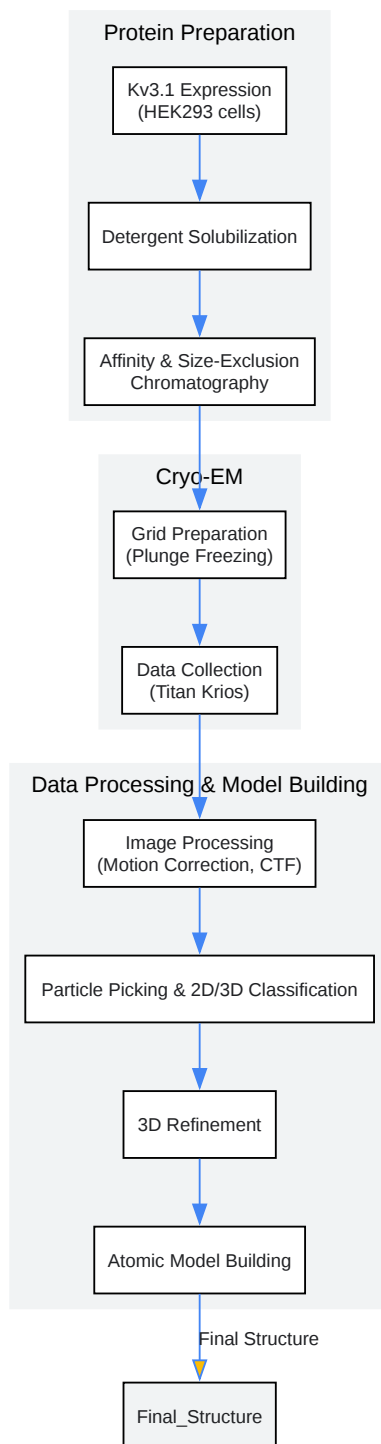 Protein Preparation
Kv3.1 Expression
(HEK293 cells)
Detergent Solubilization
Affinity & Size-Exclusion
Chromatography
Cryo-EM
Grid Preparation
(Plunge Freezing)
Data Collection
(Titan Krios)
Data Processing & Model Building
Image Processing
(Motion Correction, CTF)
Particle Picking & 2D/3D Classification
3D Refinement
Atomic Model Building
Final Structure
Final_Structure